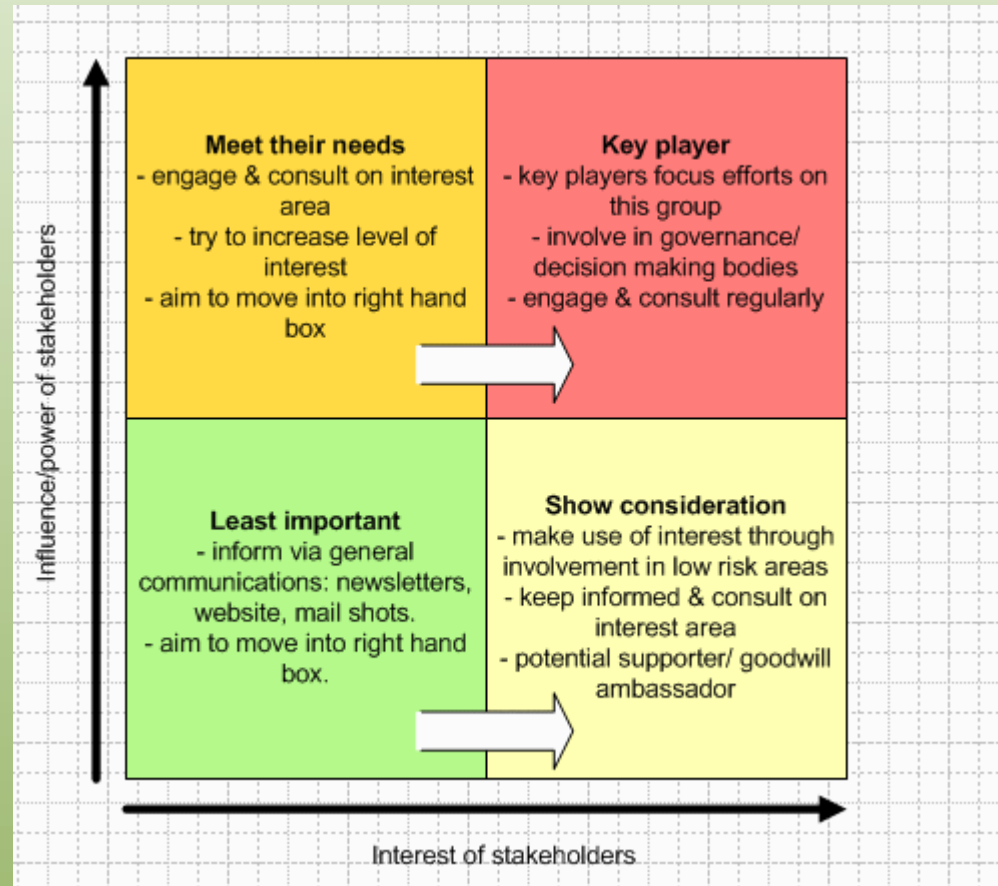 Influence/power of stakeholders
Meet their needs
- engage & consult on interest
area
- try to increase level of
interest
- aim to move into right hand
box
Key player
- key players focus efforts on
this group
- involve in governance/
decision making bodies
- engage & consult regularly
Least important
- inform via general
communications: newsletters,
website, mail shots.
- aim to move into right hand
box.
Show consideration
- make use of interest through
involvement in low risk areas
- keep informed & consult on
interest area
- potential supporter/ goodwill
ambassador
Interest of stakeholders